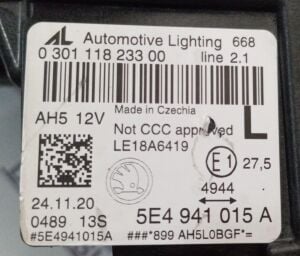 AL Automotive Lighting 668
0 301 118 233 00 line 2.1
AH5 12V
Made in Czechia
Not CCC approved L
LE18A6419
E1 27,5
4944
24.11.20
5E4 941 015 A
0489 13S
#5E4941015A ###*899 AH5L0BGF*=